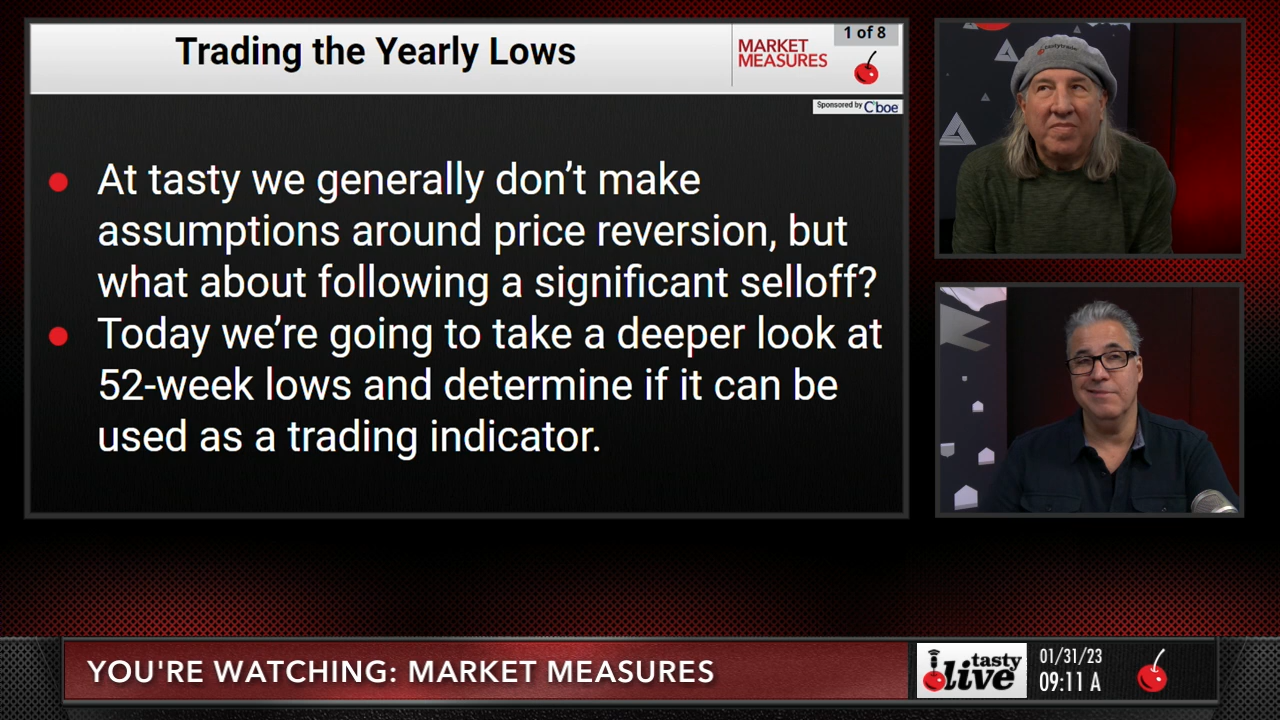 Trading the Yearly Lows
MARKET
MEASURES
1 of 8
Sponsored by Cboe
At tasty we generally don't make
assumptions around price reversion, but
what about following a significant selloff?
Today we're going to take a deeper look at
52-week lows and determine if it can be
used as a trading indicator.
tastytrade
YOU'RE WATCHING: MARKET MEASURES
tasty
live
01/31/23
09:11 A